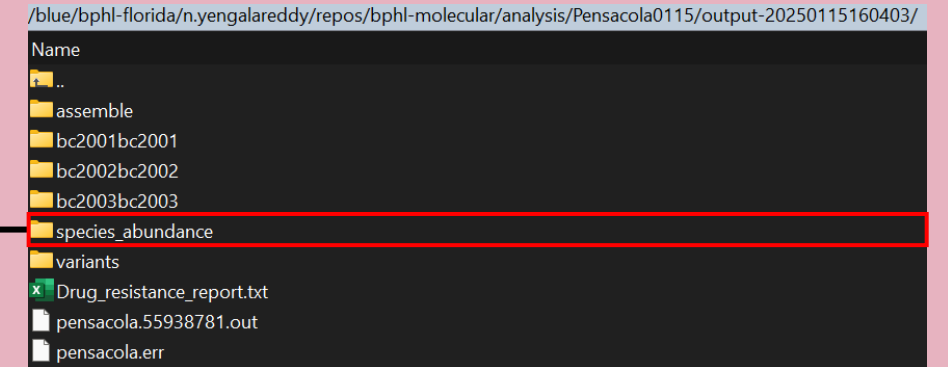 /blue/bphl-florida/n.yengalareddy/repos/bphl-molecular/analysis/Pensacola0115/output-20250115160403/
Name
..
assemble
bc2001bc2001
bc2002bc2002
bc2003bc2003
species_abundance
variants
Drug_resistance_report.txt
pensacola.55938781.out
pensacola.err